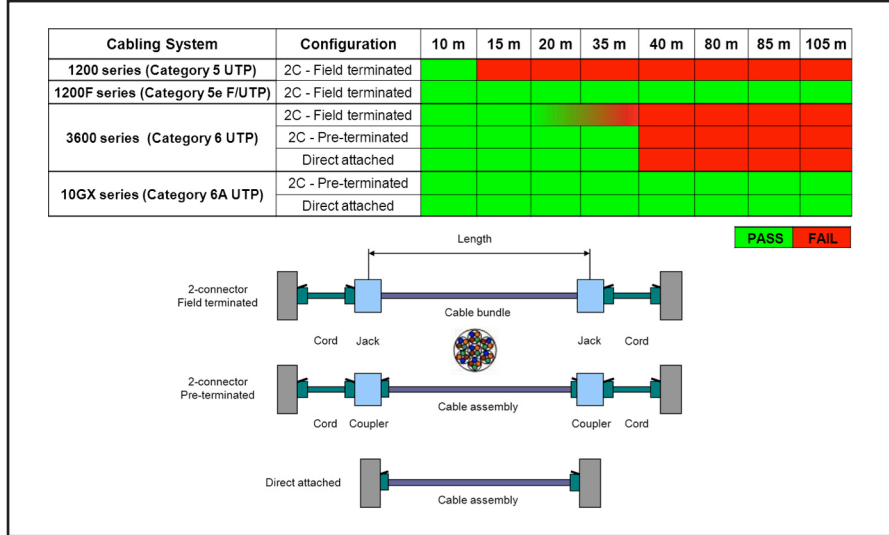 Cabling System Configuration 10 m 15 m 20 m 35 m 40 m 80 m 85 m 105 m
1200 series (Category 5 UTP) 2C - Field terminated
1200F series (Category 5e F/UTP) 2C - Field terminated
2C - Field terminated
3600 series (Category 6 UTP) 2C - Pre-terminated
Direct attached
10GX series (Category 6A UTP) 2C - Pre-terminated
Direct attached
PASS FAIL
Length
2-connector
Field terminated
Cable bundle
Cord Jack Jack Cord
2-connector
Pre-terminated
Cable assembly
Cord Coupler Coupler Cord
Direct attached
Cable assembly